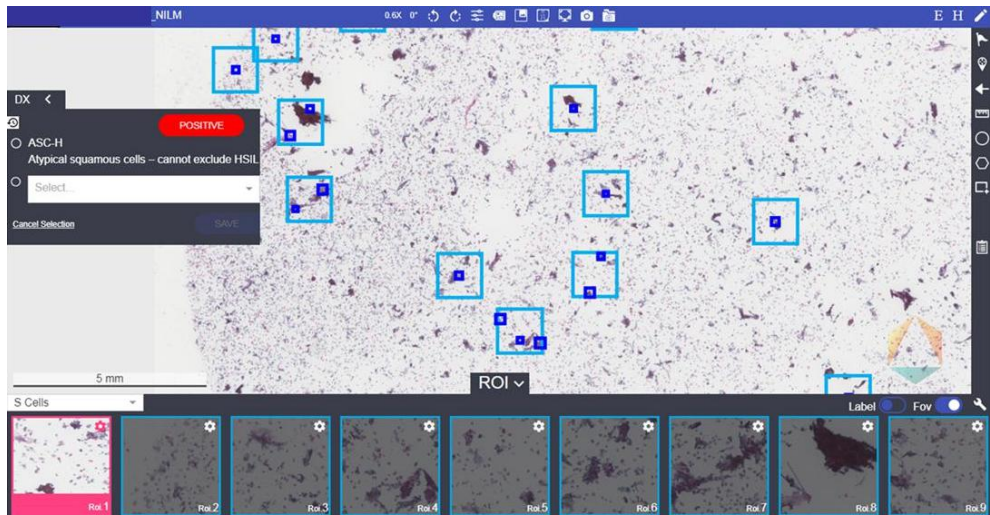 _NILM
0.6X 0°
E H
DX
POSITIVE
ASC-H
Atypical squamous cells – cannot exclude HSIL
Select...
Cancel Selection
SAVE
5 mm
ROI
S Cells
Label
Fov
Roi.1
Roi.2
Roi.3
Roi.4
Roi.5
Roi.6
Roi.7
Roi.8
Roi.9